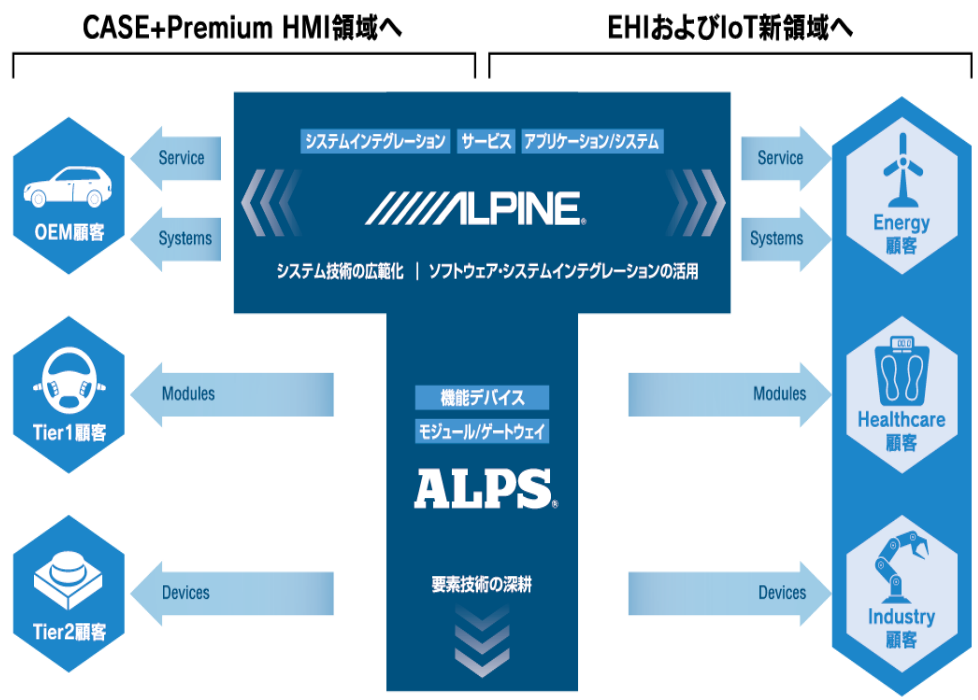 CASE+Premium HMI領域へ
EHIおよびIoT新領域へ
システムインテグレーション サービス アプリケーション/システム
ALPINE®
システム技術の広範化 | ソフトウェア・システムインテグレーションの活用
機能デバイス
モジュール/ゲートウェイ
ALPS®
要素技術の深耕
Service
Systems
OEM顧客
Modules
Tier1顧客
Devices
Tier2顧客
Service
Systems
Energy
顧客
Modules
Healthcare
顧客
Devices
Industry
顧客